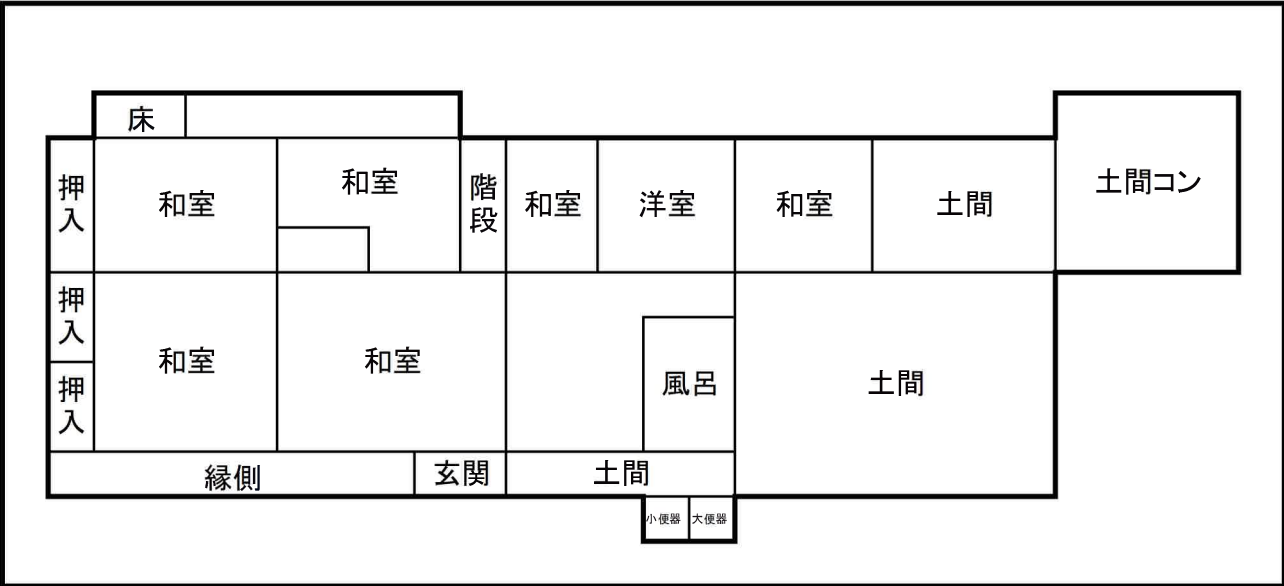 床
押入
和室
和室
階段
和室
洋室
和室
土間
土間コン
押入
押入
和室
和室
風呂
土間
縁側
玄関
土間
小便器
大便器